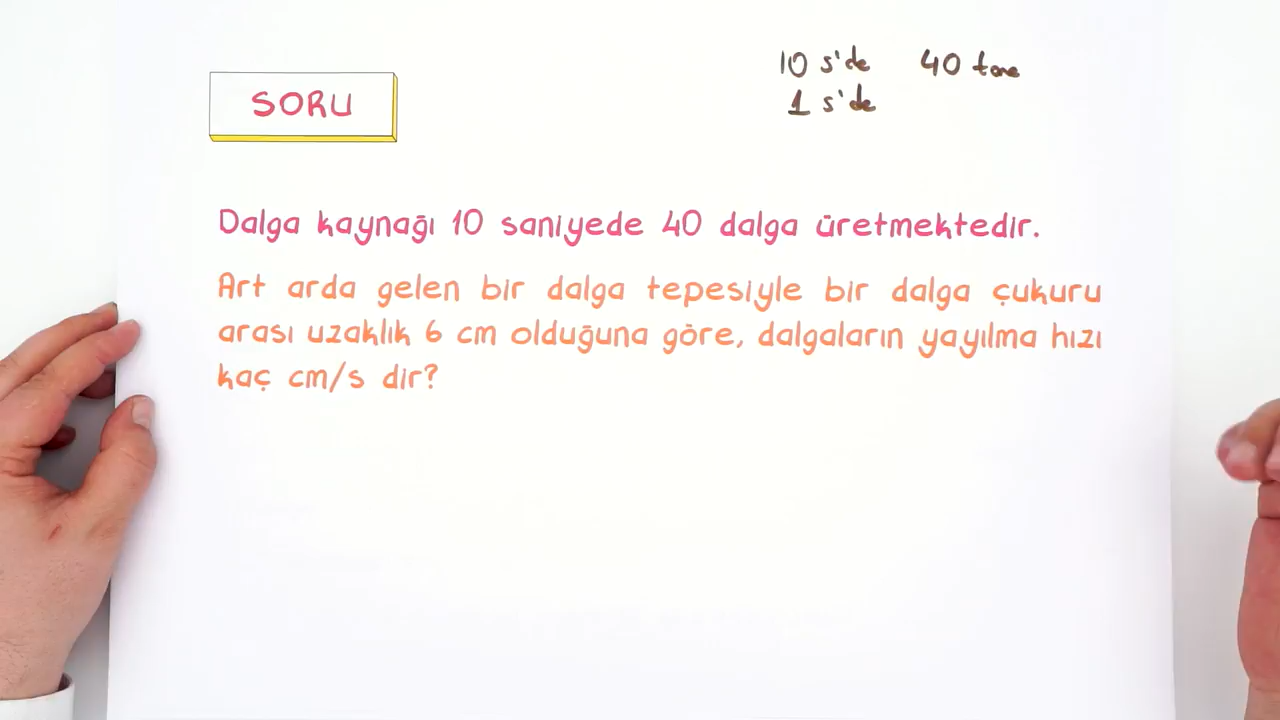 10 s'de 40 tane
1 s'de
SORU
Dalga kaynağı 10 saniyede 40 dalga üretmektedir.
Art arda gelen bir dalga tepesiyle bir dalga çukuru
arası uzaklık 6 cm olduğuna göre, dalgaların yayılma hızı
kaç cm/s dir?